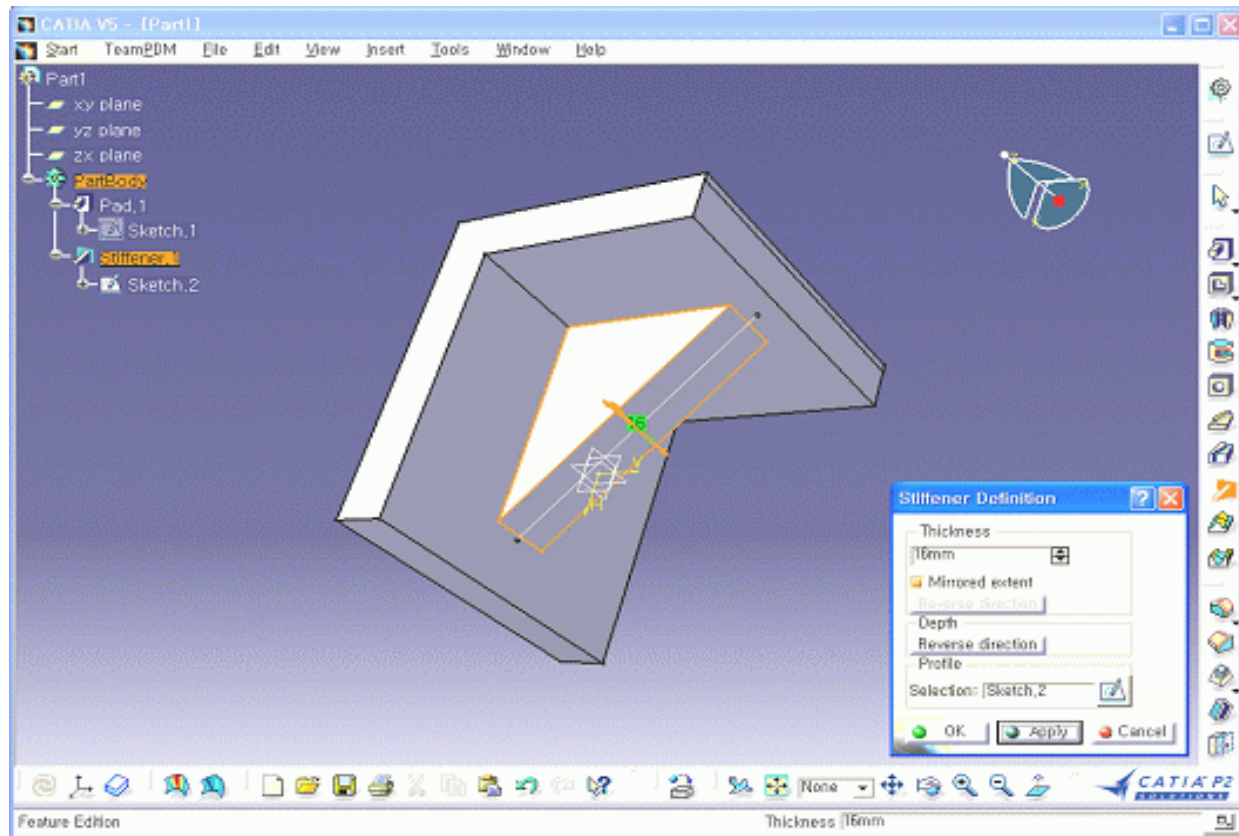 CATIA V5 - [Part1]
Start TeamPDM File Edit View Insert Tools Window Help
Part1
xy plane
yz plane
zx plane
PartBody
Pad.1
Sketch.1
Stiffener.1
Sketch.2
16
Stiffener Definition
Thickness
16mm
Mirrored extent
Reverse direction
Depth
Reverse direction
Profile
Selection: Sketch.2
OK Apply Cancel
None
CATIA P2
SOLUTIONS
Feature Edition Thickness 16mm